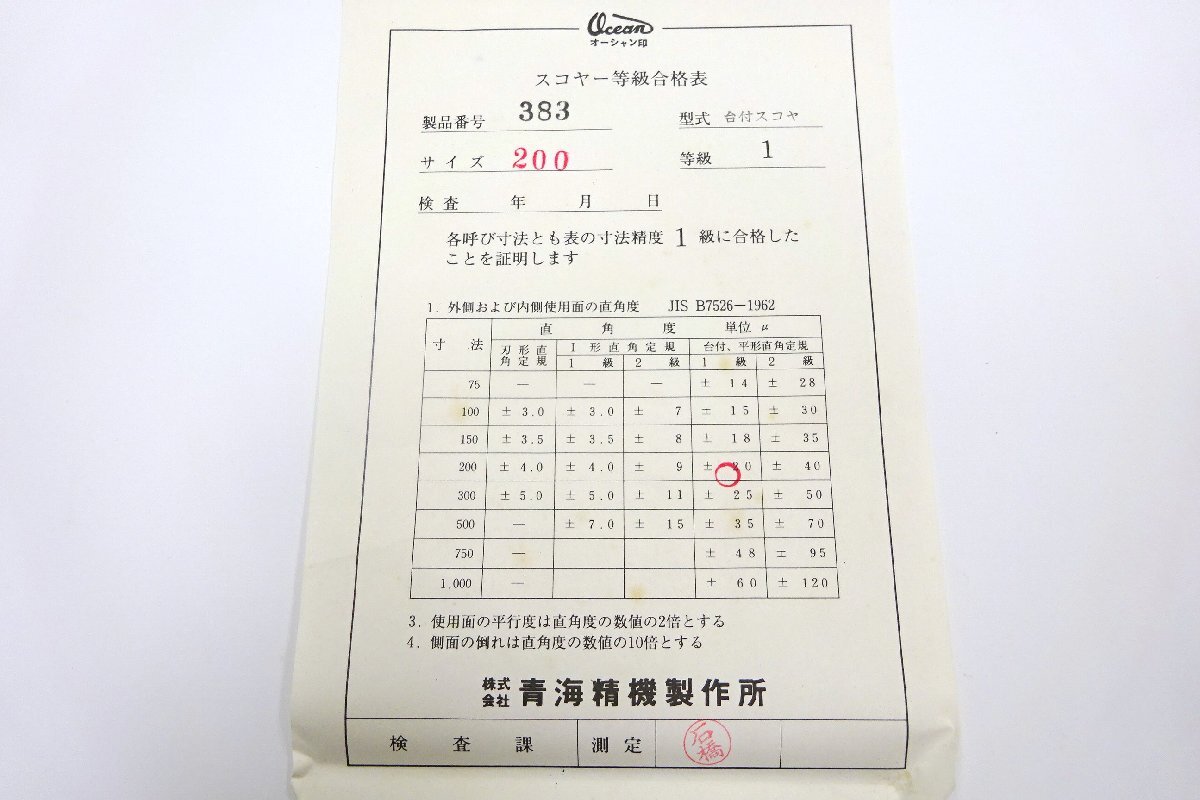 Ocean
オーシャン印
スコヤー等級合格表
製品番号 383 型式 台付スコヤ
サイズ 200 等級 1
検査 年 月 日
各呼び寸法とも表の寸法精度 1 級に合格した
ことを証明します
1. 外側および内側使用面の直角度 JIS B7526-1962
寸法 直角度 単位 μ
刃形直角定規 I形直角定規 台付、平形直角定規
1級 2級 1級 2級
75 — — — ± 14 ± 28
100 ± 3.0 ± 3.0 ± 7 ± 15 ± 30
150 ± 3.5 ± 3.5 ± 8 ± 18 ± 35
200 ± 4.0 ± 4.0 ± 9 ± 20 ± 40
300 ± 5.0 ± 5.0 ± 11 ± 25 ± 50
500 — ± 7.0 ± 15 ± 35 ± 70
750 — ± 48 ± 95
1.000 — ± 60 ± 120
3. 使用面の平行度は直角度の数値の2倍とする
4. 側面の倒れは直角度の数値の10倍とする
株式会社 青海精機製作所
検査課 測定 石橋